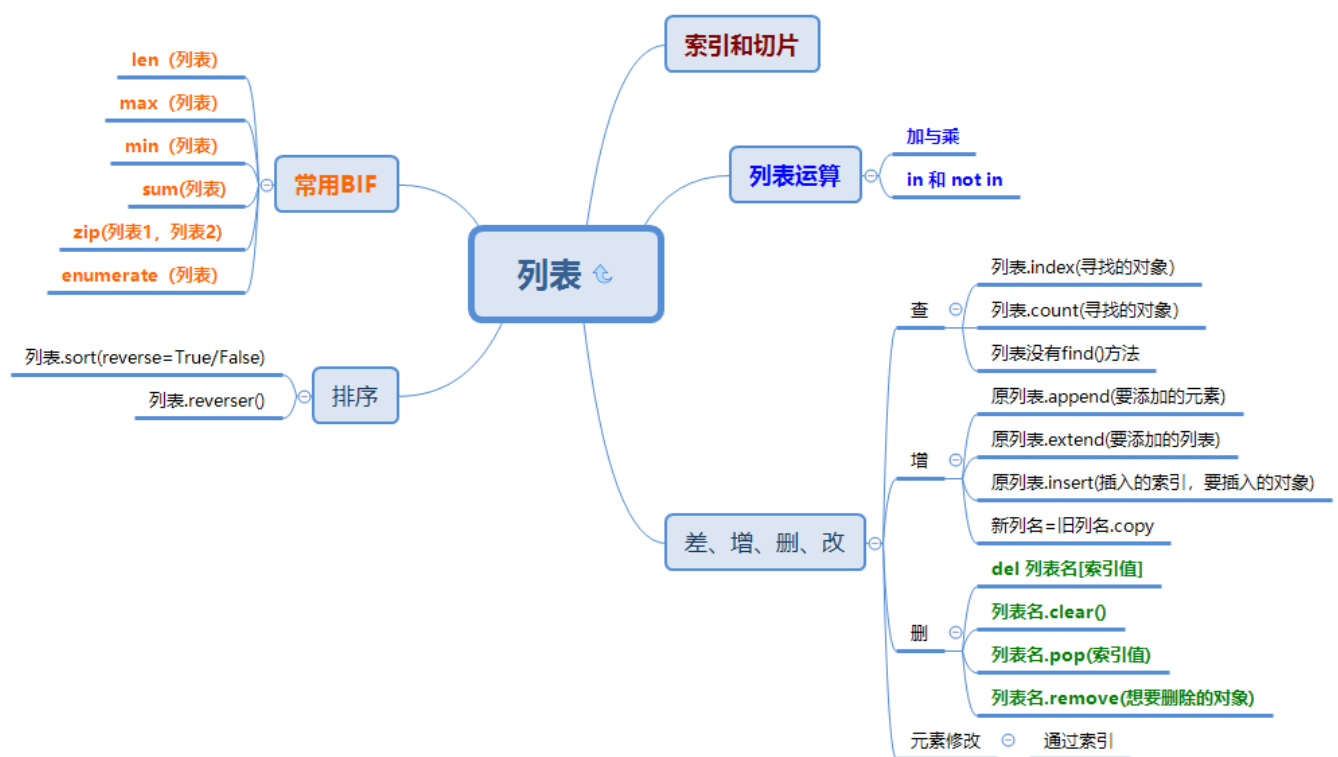 列表
索引和切片
列表运算
加与乘
in 和 not in
差、增、删、改
查
列表.index(寻找的对象)
列表.count(寻找的对象)
列表没有find()方法
增
原列表.append(要添加的元素)
原列表.extend(要添加的列表)
原列表.insert(插入的索引，要插入的对象)
新列名=旧列名.copy
删
del 列表名[索引值]
列表名.clear()
列表名.pop(索引值)
列表名.remove(想要删除的对象)
元素修改
通过索引
常用BIF
len（列表)
max（列表)
min（列表)
sum(列表)
zip(列表1，列表2)
enumerate（列表)
排序
列表.sort(reverse=True/False)
列表.reverser()